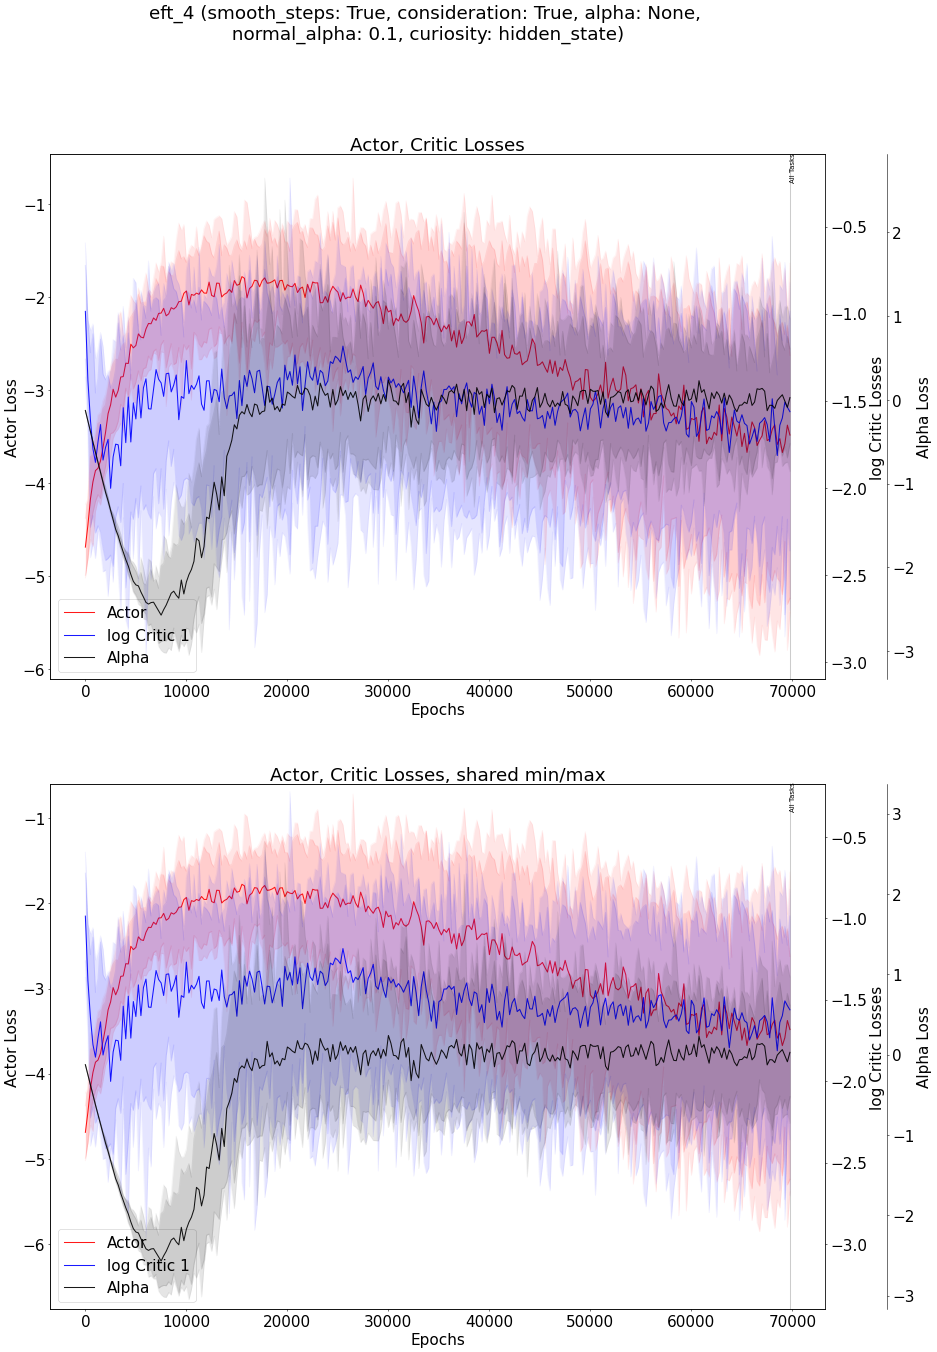 eft_4 (smooth_steps: True, consideration: True, alpha: None,
normal_alpha: 0.1, curiosity: hidden_state)
Actor, Critic Losses
All Tasks
−1
−2
−3
−4
−5
−6
Actor Loss
−0.5
−1.0
−1.5
−2.0
−2.5
−3.0
log Critic Losses
2
1
0
−1
−2
−3
Alpha Loss
Actor
log Critic 1
Alpha
0 10000 20000 30000 40000 50000 60000 70000
Epochs
Actor, Critic Losses, shared min/max
All Tasks
−1
−2
−3
−4
−5
−6
Actor Loss
−0.5
−1.0
−1.5
−2.0
−2.5
−3.0
log Critic Losses
3
2
1
0
−1
−2
−3
Alpha Loss
Actor
log Critic 1
Alpha
0 10000 20000 30000 40000 50000 60000 70000
Epochs